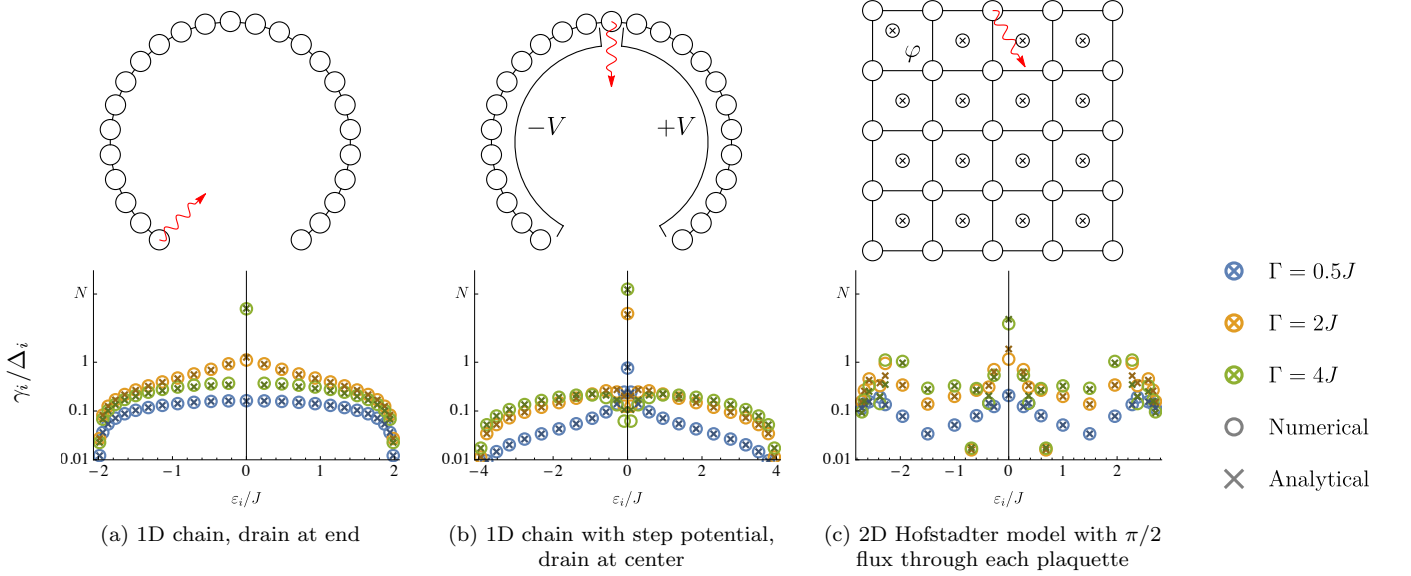 −V
+V
φ
γᵢ/Δᵢ
N
1
0.1
0.01
−2
−1
0
1
2
εᵢ/J
N
1
0.1
0.01
−4
−2
0
2
4
εᵢ/J
N
1
0.1
0.01
−2
−1
0
1
2
εᵢ/J
Γ = 0.5J
Γ = 2J
Γ = 4J
Numerical
Analytical
(a) 1D chain, drain at end
(b) 1D chain with step potential,
drain at center
(c) 2D Hofstadter model with π/2
flux through each plaquette